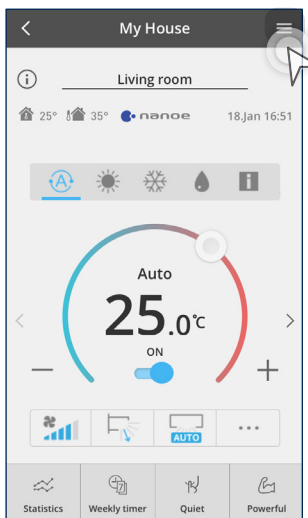 My House
Living room
25° 35° nanoe 18.Jan 16:51
A
Auto
25.0°C
ON
AUTO
Statistics Weekly timer Quiet Powerful